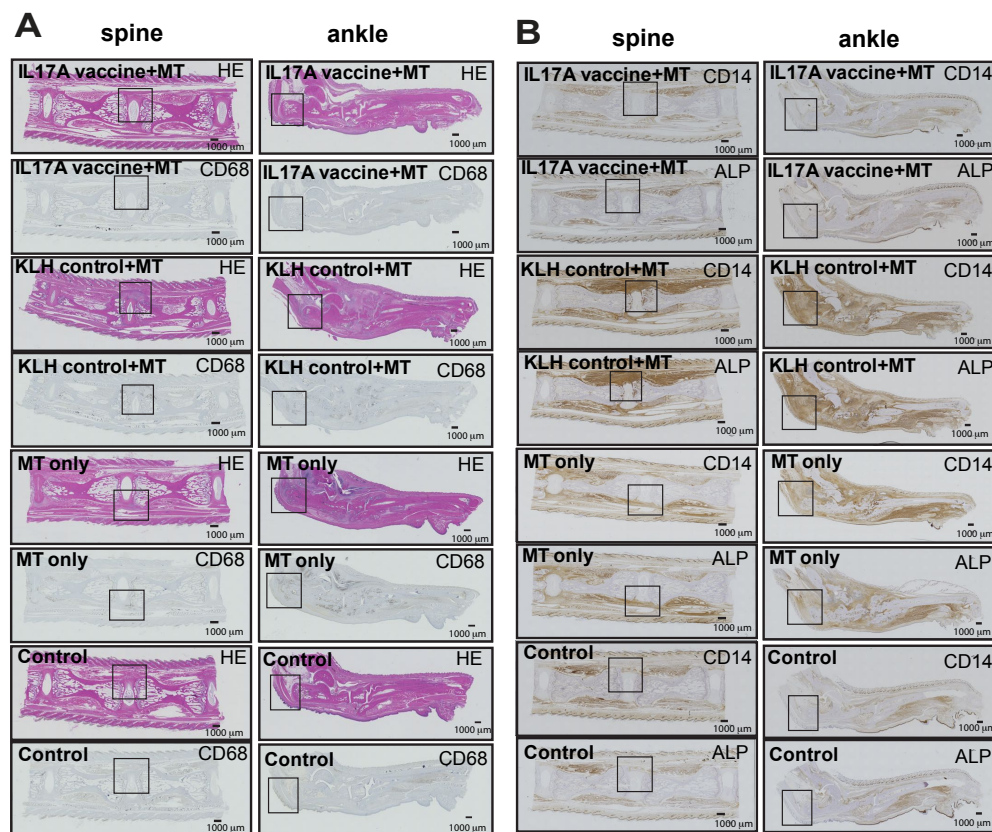 A
spine
ankle
IL17A vaccine+MT HE
1000 µm
IL17A vaccine+MT HE
1000 µm
IL17A vaccine+MT CD68
1000 µm
IL17A vaccine+MT CD68
1000 µm
KLH control+MT HE
1000 µm
KLH control+MT HE
1000 µm
KLH control+MT CD68
1000 µm
KLH control+MT CD68
1000 µm
MT only HE
1000 µm
MT only HE
1000 µm
MT only CD68
1000 µm
MT only CD68
1000 µm
Control HE
1000 µm
Control HE
1000 µm
Control CD68
1000 µm
Control CD68
1000 µm
B
spine
ankle
IL17A vaccine+MT CD14
1000 µm
IL17A vaccine+MT CD14
1000 µm
IL17A vaccine+MT ALP
1000 µm
IL17A vaccine+MT ALP
1000 µm
KLH control+MT CD14
1000 µm
KLH control+MT CD14
1000 µm
KLH control+MT ALP
1000 µm
KLH control+MT ALP
1000 µm
MT only CD14
1000 µm
MT only CD14
1000 µm
MT only ALP
1000 µm
MT only ALP
1000 µm
Control CD14
1000 µm
Control CD14
1000 µm
Control ALP
1000 µm
Control ALP
1000 µm